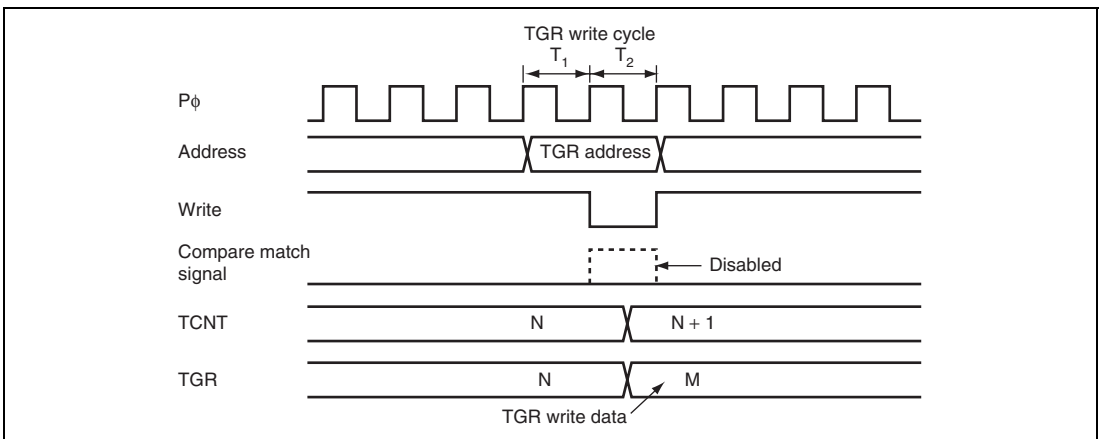 TGR write cycle
T1 T2
Pϕ
Address
TGR address
Write
Compare match
signal
Disabled
TCNT
N
N + 1
TGR
N
M
TGR write data